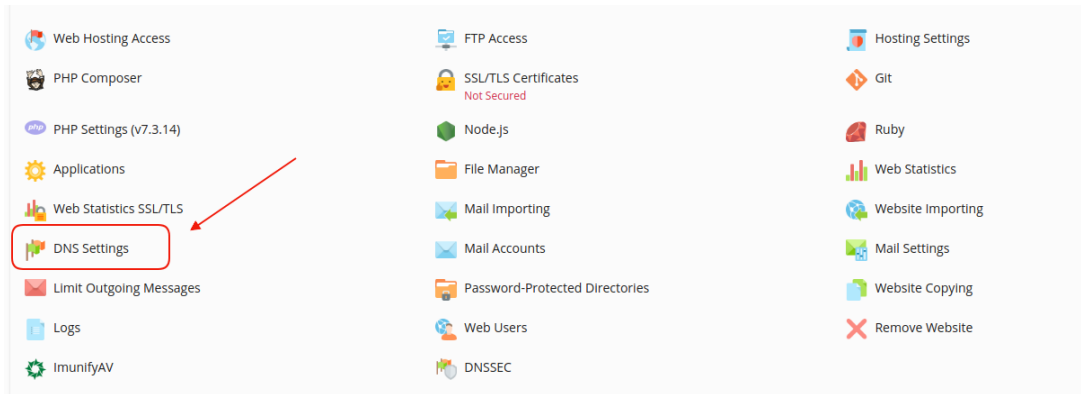 Web Hosting Access
FTP Access
Hosting Settings
PHP Composer
SSL/TLS Certificates
Not Secured
Git
php
PHP Settings (v7.3.14)
Node.js
Ruby
Applications
File Manager
Web Statistics
Web Statistics SSL/TLS
Mail Importing
Website Importing
DNS Settings
Mail Accounts
Mail Settings
Limit Outgoing Messages
Password-Protected Directories
Website Copying
Logs
Web Users
Remove Website
ImunifyAV
DNSSEC